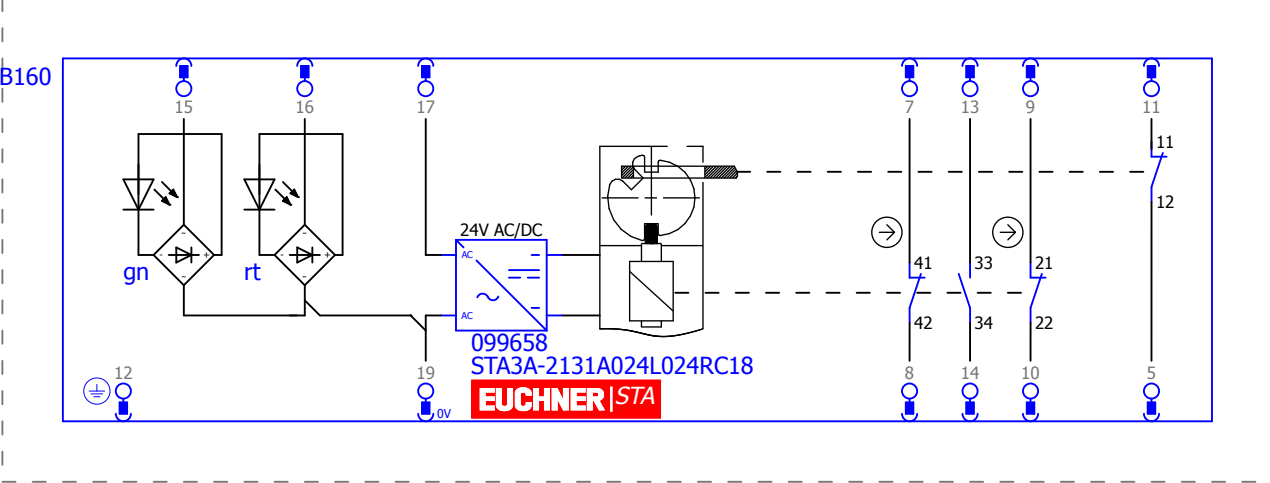 B160
15 16 17 7 13 9 11
11
12
24V AC/DC
AC
gn rt
41 33 21
AC
42 34 22
099658
STA3A-2131A024L024RC18
12 19 8 14 10 5
EUCHNER STA
0V